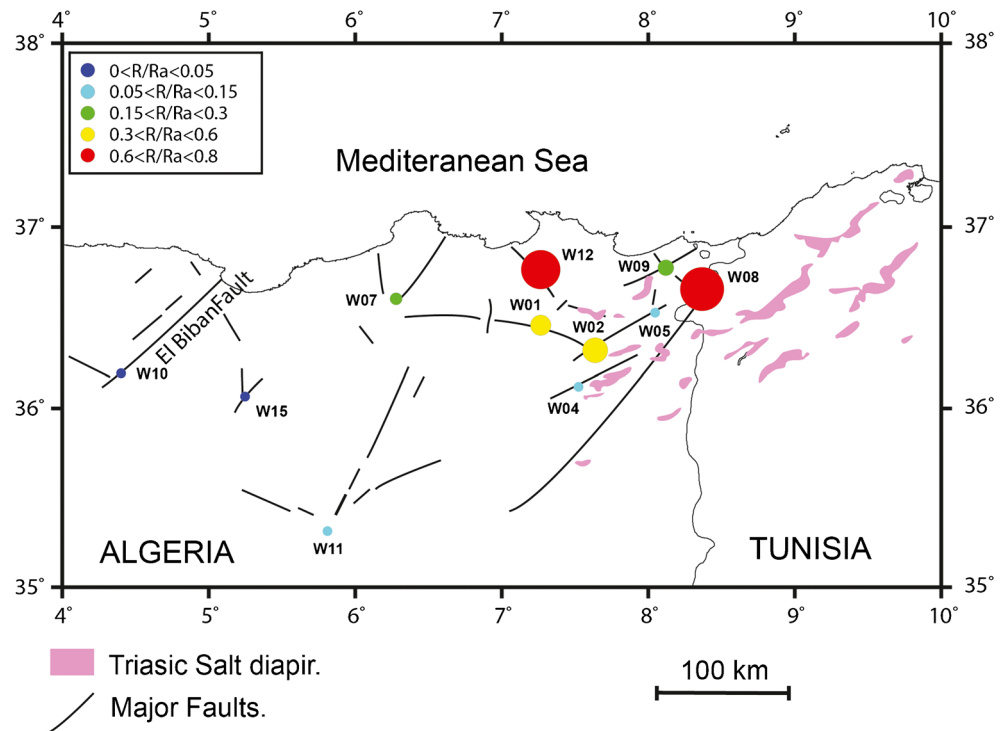 4° 5° 6° 7° 8° 9° 10°
38° 38°
0<R/Ra<0.05
0.05<R/Ra<0.15
0.15<R/Ra<0.3
0.3<R/Ra<0.6
0.6<R/Ra<0.8
Mediteranean Sea
37° 37°
W12
W09
W08
W07
W01
W02
W05
El BibanFault
W10
W04
36° 36°
W15
W11
ALGERIA
TUNISIA
35° 35°
4° 5° 6° 7° 8° 9° 10°
Triasic Salt diapir.
100 km
Major Faults.